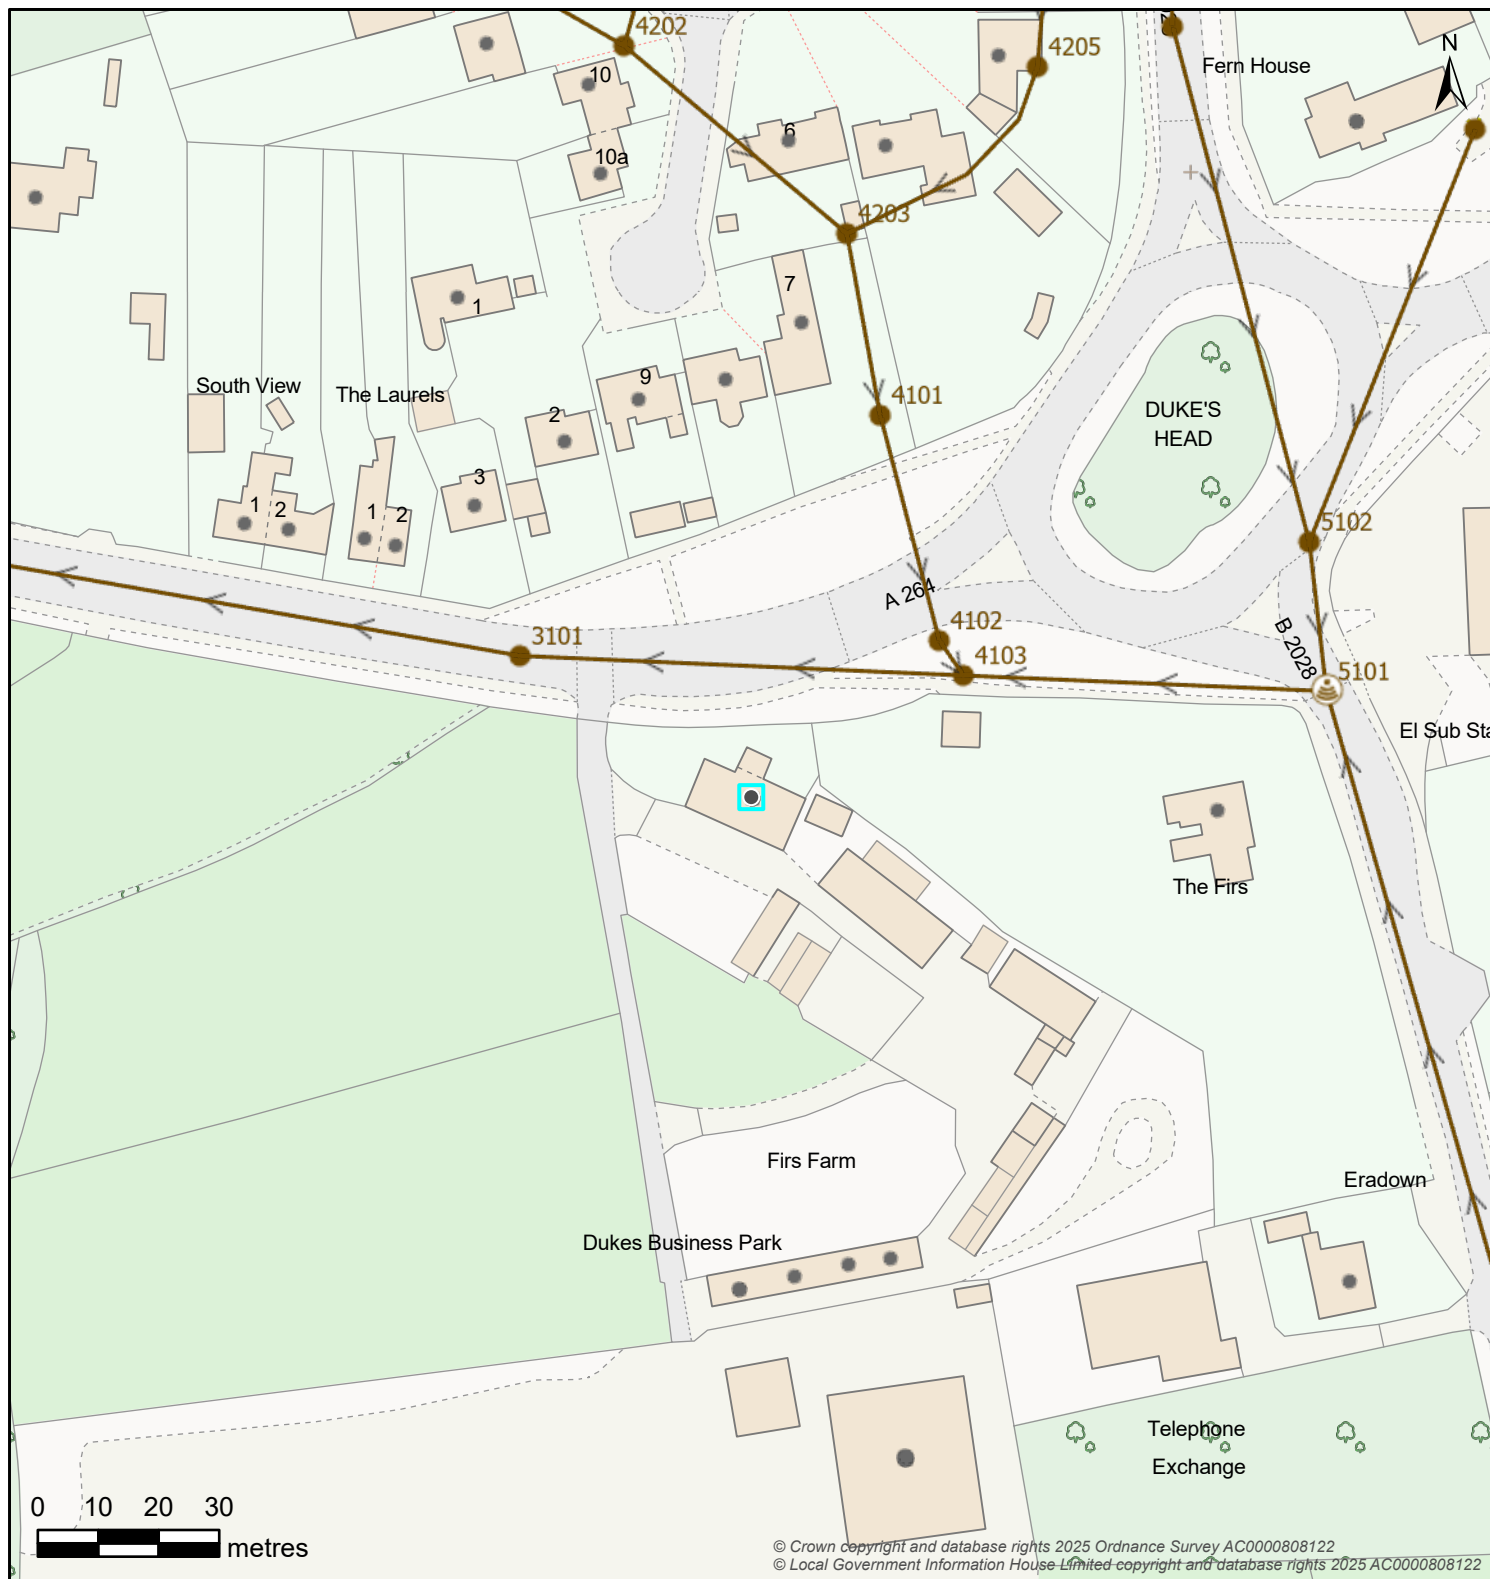 4202
4205
Fern House
N
10
6
10a
4203
7
1
South View
The Laurels
9
2
3
4101
DUKE'S
HEAD
1
2
1
2
5102
A 264
4102
4103
B 2028
3101
5101
El Sub Sta
The Firs
Firs Farm
Eradown
Dukes Business Park
Telephone
Exchange
0 10 20 30
metres
© Crown copyright and database rights 2025 Ordnance Survey AC0000808122
© Local Government Information House Limited copyright and database rights 2025 AC0000808122